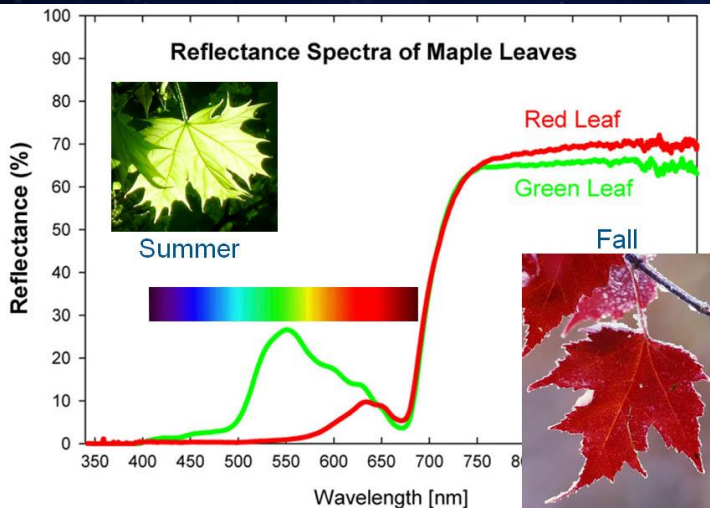 Reflectance Spectra of Maple Leaves
100
90
80
70
60
50
40
30
20
10
0
Reflectance (%)
Red Leaf
Green Leaf
Summer
Fall
350 400 450 500 550 600 650 700 750
Wavelength [nm]